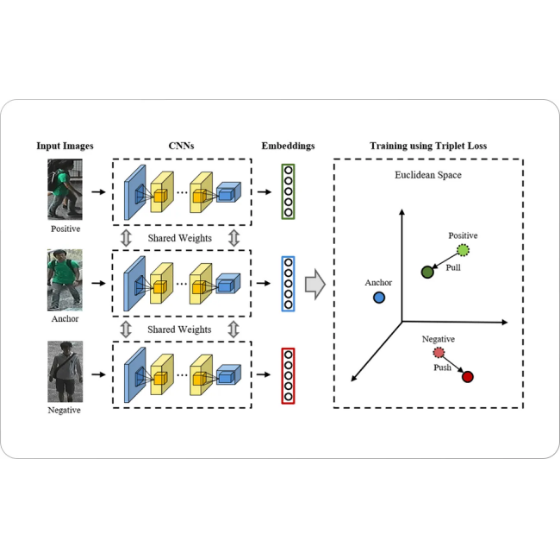 Input Images
CNNs
Embeddings
Training using Triplet Loss
Euclidean Space
Positive
Shared Weights
Anchor
Shared Weights
Negative
Positive
Pull
Anchor
Negative
Push